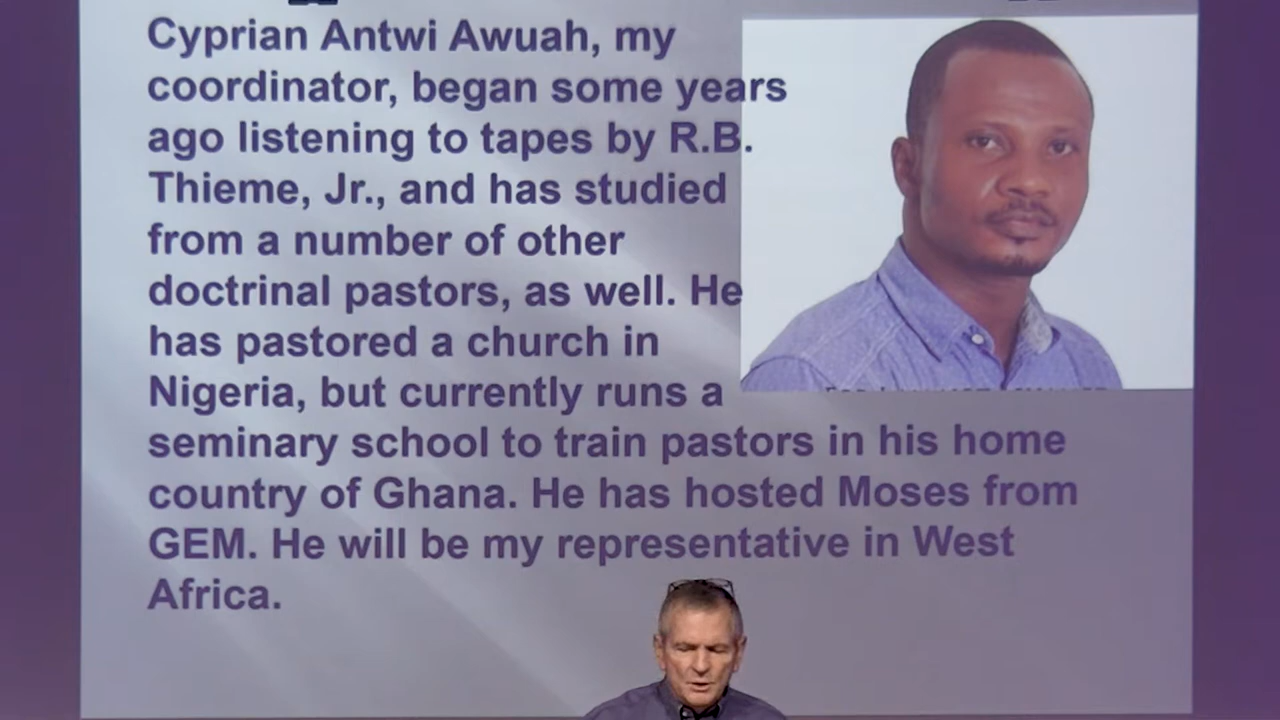 Cyprian Antwi Awuah, my
coordinator, began some years
ago listening to tapes by R.B.
Thieme, Jr., and has studied
from a number of other
doctrinal pastors, as well. He
has pastored a church in
Nigeria, but currently runs a
seminary school to train pastors in his home
country of Ghana. He has hosted Moses from
GEM. He will be my representative in West
Africa.